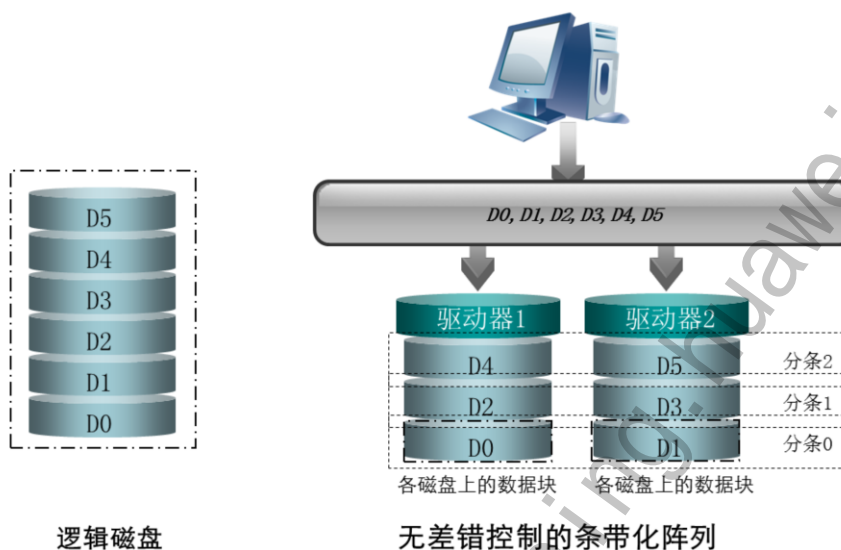 D0, D1, D2, D3, D4, D5
D5
D4
D3
D2
D1
D0
驱动器1
驱动器2
D4
D5
分条2
D2
D3
分条1
D0
D1
分条0
各磁盘上的数据块
各磁盘上的数据块
逻辑磁盘
无差错控制的条带化阵列
ing.huawei.